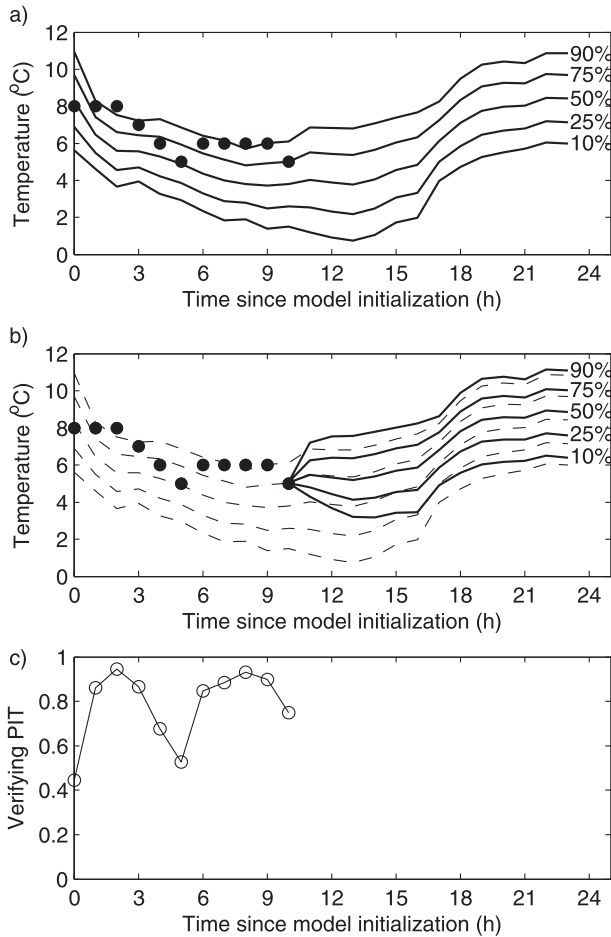 a)
12
10
8
6
4
2
0
Temperature (°C)
90%
75%
50%
25%
10%
0 3 6 9 12 15 18 21 24
Time since model initialization (h)
b)
12
10
8
6
4
2
0
Temperature (°C)
90%
75%
50%
25%
10%
0 3 6 9 12 15 18 21 24
Time since model initialization (h)
c)
1
0.8
0.6
0.4
0.2
0
Verifying PIT
0 3 6 9 12 15 18 21 24
Time since model initialization (h)